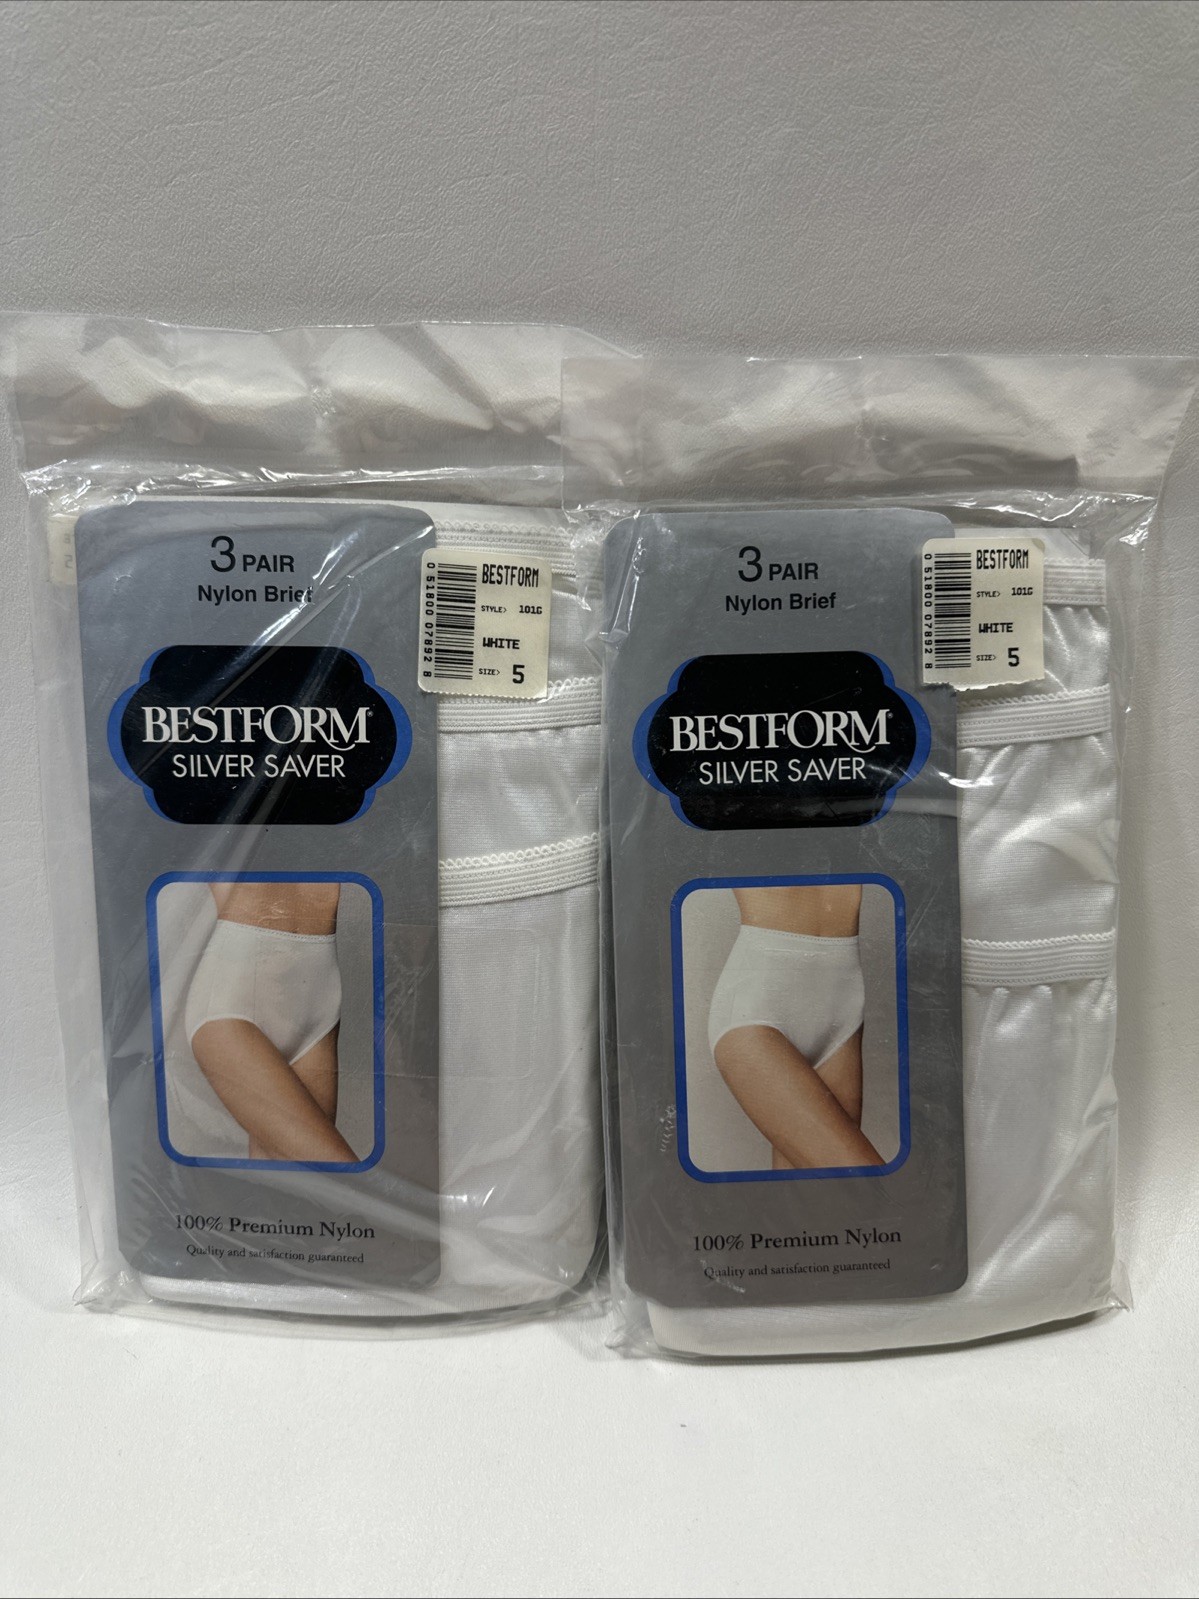 3 PAIR
Nylon Brief
BESTFORM®
SILVER SAVER
100% Premium Nylon
Quality and satisfaction guaranteed
0 51800 07892 8
BESTFORM
STYLE> 101G
WHITE
SIZE> 5
3 PAIR
Nylon Brief
BESTFORM®
SILVER SAVER
100% Premium Nylon
Quality and satisfaction guaranteed
0 51800 07892 8
BESTFORM
STYLE> 101G
WHITE
SIZE> 5